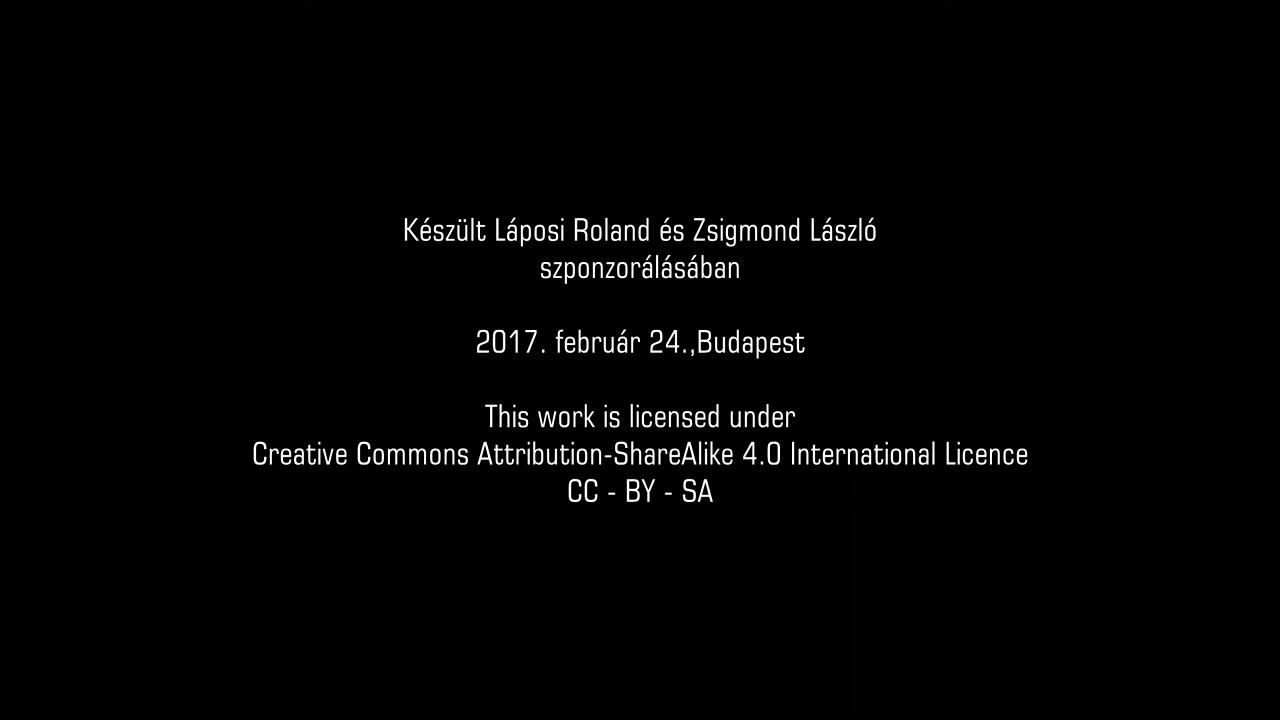 Készült Láposi Roland és Zsigmond László
szponzorálásában
2017. február 24.,Budapest
This work is licensed under
Creative Commons Attribution-ShareAlike 4.0 International Licence
CC - BY - SA